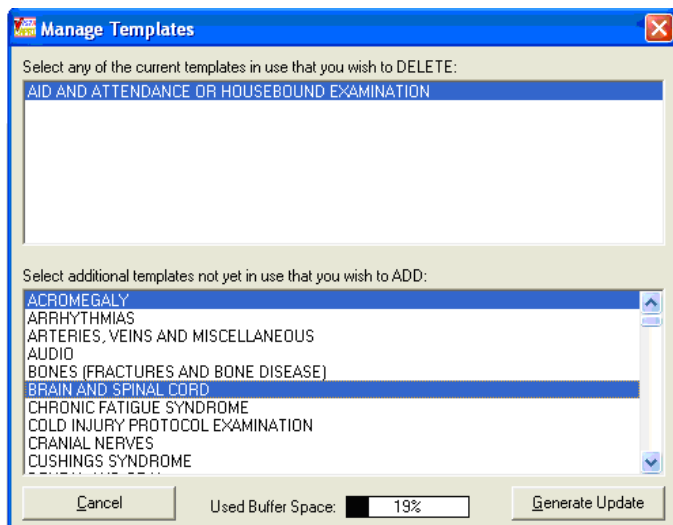 Manage Templates
Select any of the current templates in use that you wish to DELETE:
AID AND ATTENDANCE OR HOUSEBOUND EXAMINATION
Select additional templates not yet in use that you wish to ADD:
ACROMEGALY
ARRHYTHMIAS
ARTERIES, VEINS AND MISCELLANEOUS
AUDIO
BONES (FRACTURES AND BONE DISEASE)
BRAIN AND SPINAL CORD
CHRONIC FATIGUE SYNDROME
COLD INJURY PROTOCOL EXAMINATION
CRANIAL NERVES
CUSHINGS SYNDROME
Cancel Used Buffer Space: 19% Generate Update